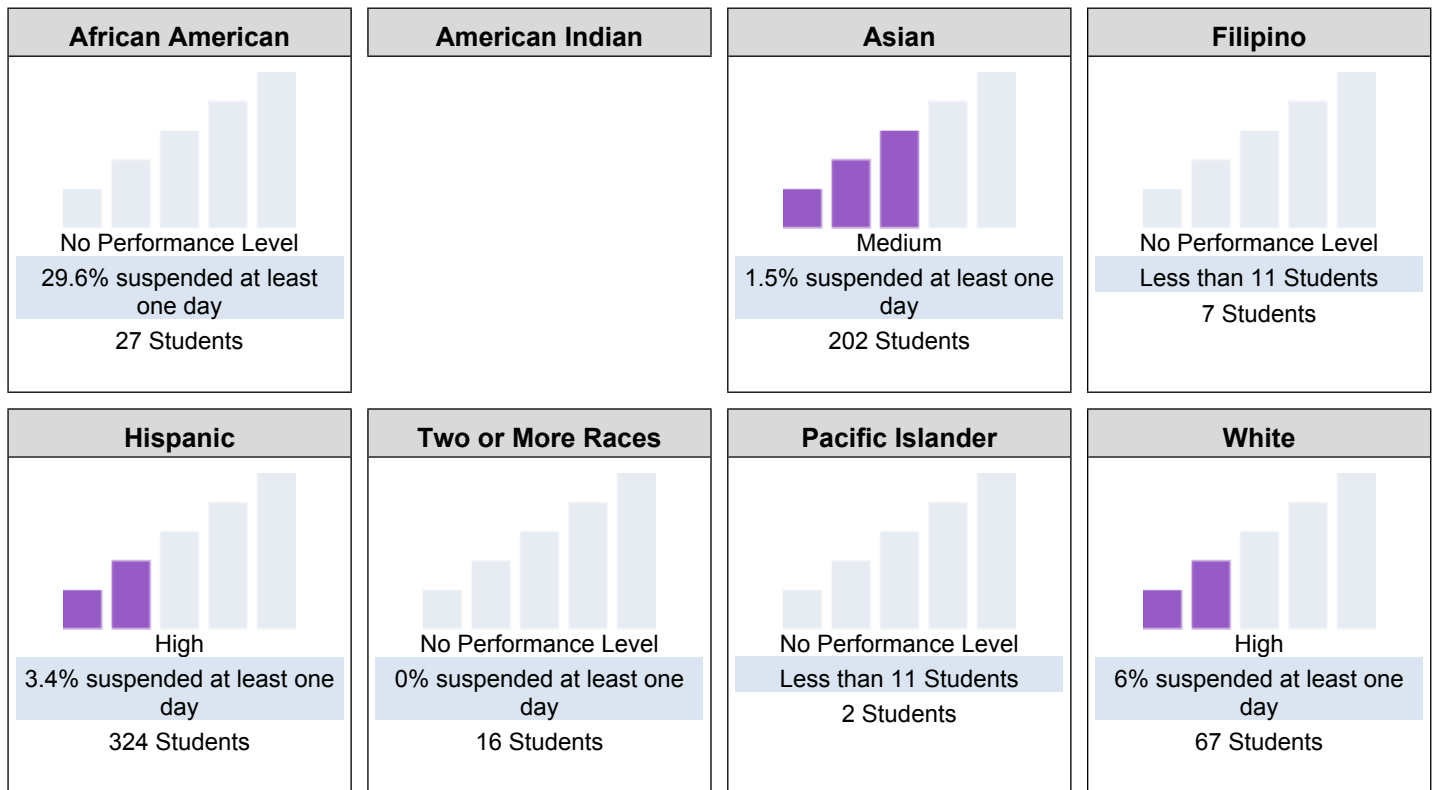 African American
No Performance Level
29.6% suspended at least
one day
27 Students
American Indian
Asian
Medium
1.5% suspended at least one
day
202 Students
Filipino
No Performance Level
Less than 11 Students
7 Students
Hispanic
High
3.4% suspended at least one
day
324 Students
Two or More Races
No Performance Level
0% suspended at least one
day
16 Students
Pacific Islander
No Performance Level
Less than 11 Students
2 Students
White
High
6% suspended at least one
day
67 Students